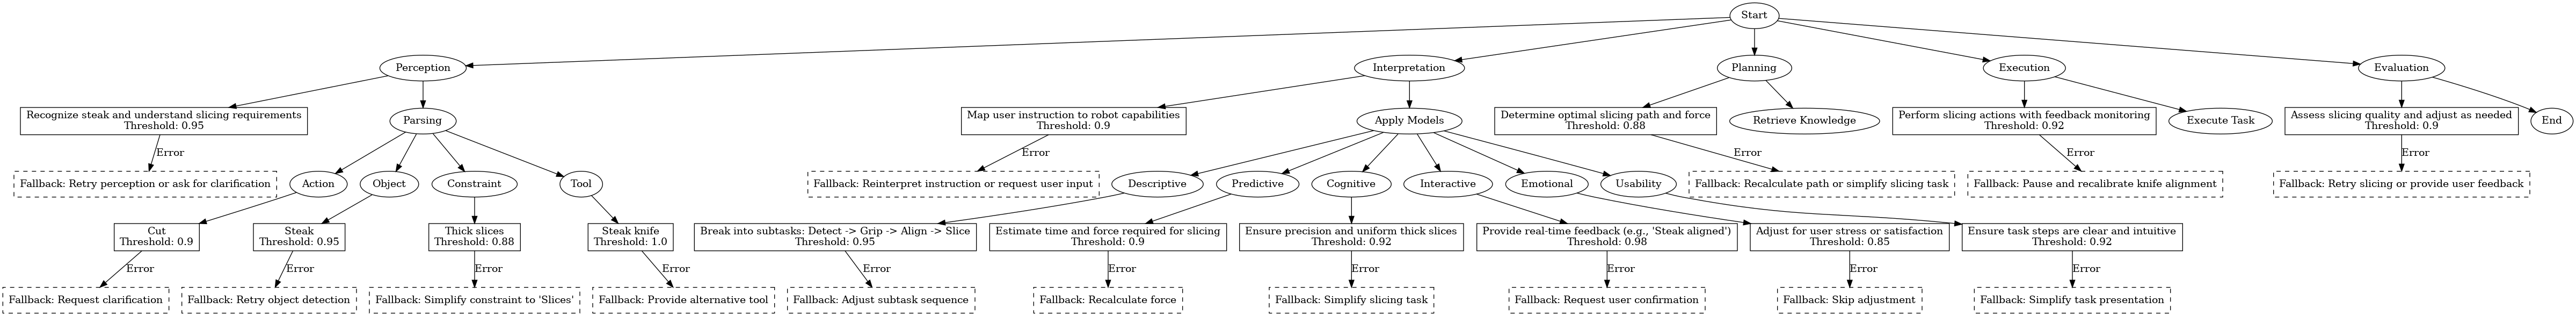 Start
Perception
Interpretation
Planning
Execution
Evaluation
Recognize steak and understand slicing requirements
Threshold: 0.95
Parsing
Map user instruction to robot capabilities
Threshold: 0.9
Apply Models
Determine optimal slicing path and force
Threshold: 0.88
Retrieve Knowledge
Perform slicing actions with feedback monitoring
Threshold: 0.92
Execute Task
Assess slicing quality and adjust as needed
Threshold: 0.9
End
Error
Error
Error
Error
Error
Fallback: Retry perception or ask for clarification
Action
Object
Constraint
Tool
Fallback: Reinterpret instruction or request user input
Descriptive
Predictive
Cognitive
Interactive
Emotional
Usability
Fallback: Recalculate path or simplify slicing task
Fallback: Pause and recalibrate knife alignment
Fallback: Retry slicing or provide user feedback
Cut
Threshold: 0.9
Steak
Threshold: 0.95
Thick slices
Threshold: 0.88
Steak knife
Threshold: 1.0
Break into subtasks: Detect -> Grip -> Align -> Slice
Threshold: 0.95
Estimate time and force required for slicing
Threshold: 0.9
Ensure precision and uniform thick slices
Threshold: 0.92
Provide real-time feedback (e.g., 'Steak aligned')
Threshold: 0.98
Adjust for user stress or satisfaction
Threshold: 0.85
Ensure task steps are clear and intuitive
Threshold: 0.92
Error
Error
Error
Error
Error
Error
Error
Error
Error
Error
Fallback: Request clarification
Fallback: Retry object detection
Fallback: Simplify constraint to 'Slices'
Fallback: Provide alternative tool
Fallback: Adjust subtask sequence
Fallback: Recalculate force
Fallback: Simplify slicing task
Fallback: Request user confirmation
Fallback: Skip adjustment
Fallback: Simplify task presentation